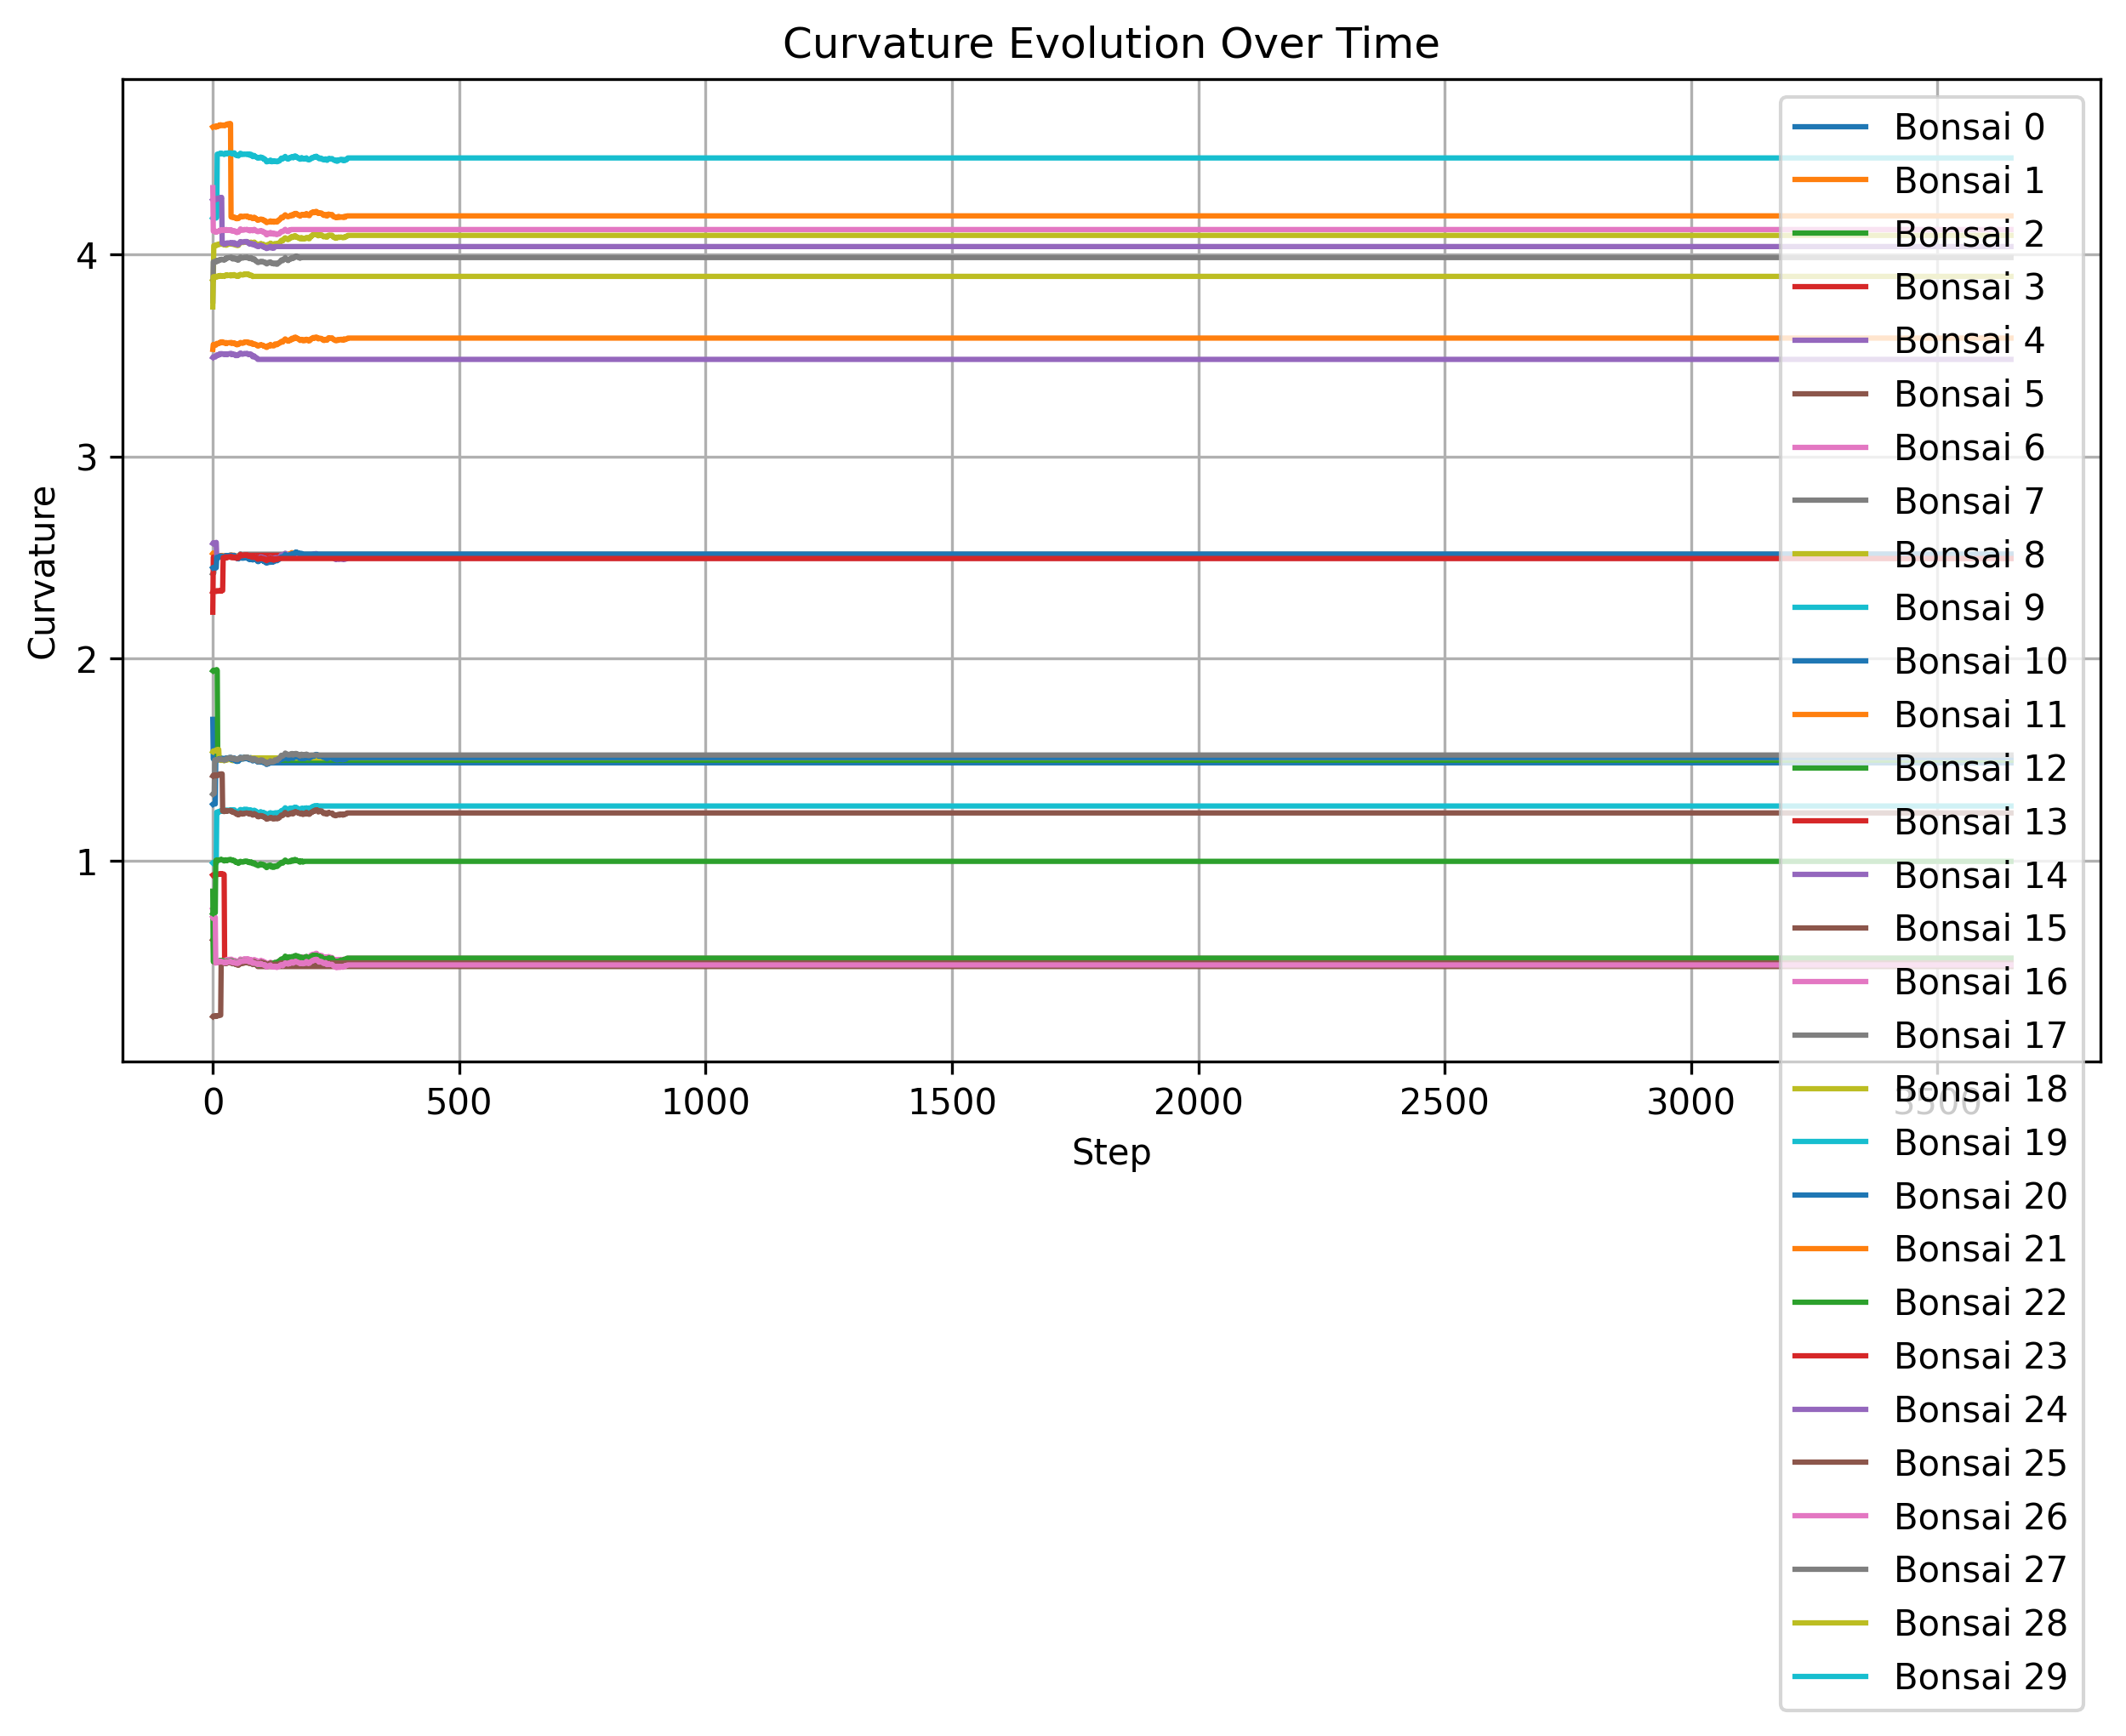 Curvature Evolution Over Time
Curvature
4
3
2
1
0 500 1000 1500 2000 2500 3000 3500
Step
Bonsai 0
Bonsai 1
Bonsai 2
Bonsai 3
Bonsai 4
Bonsai 5
Bonsai 6
Bonsai 7
Bonsai 8
Bonsai 9
Bonsai 10
Bonsai 11
Bonsai 12
Bonsai 13
Bonsai 14
Bonsai 15
Bonsai 16
Bonsai 17
Bonsai 18
Bonsai 19
Bonsai 20
Bonsai 21
Bonsai 22
Bonsai 23
Bonsai 24
Bonsai 25
Bonsai 26
Bonsai 27
Bonsai 28
Bonsai 29